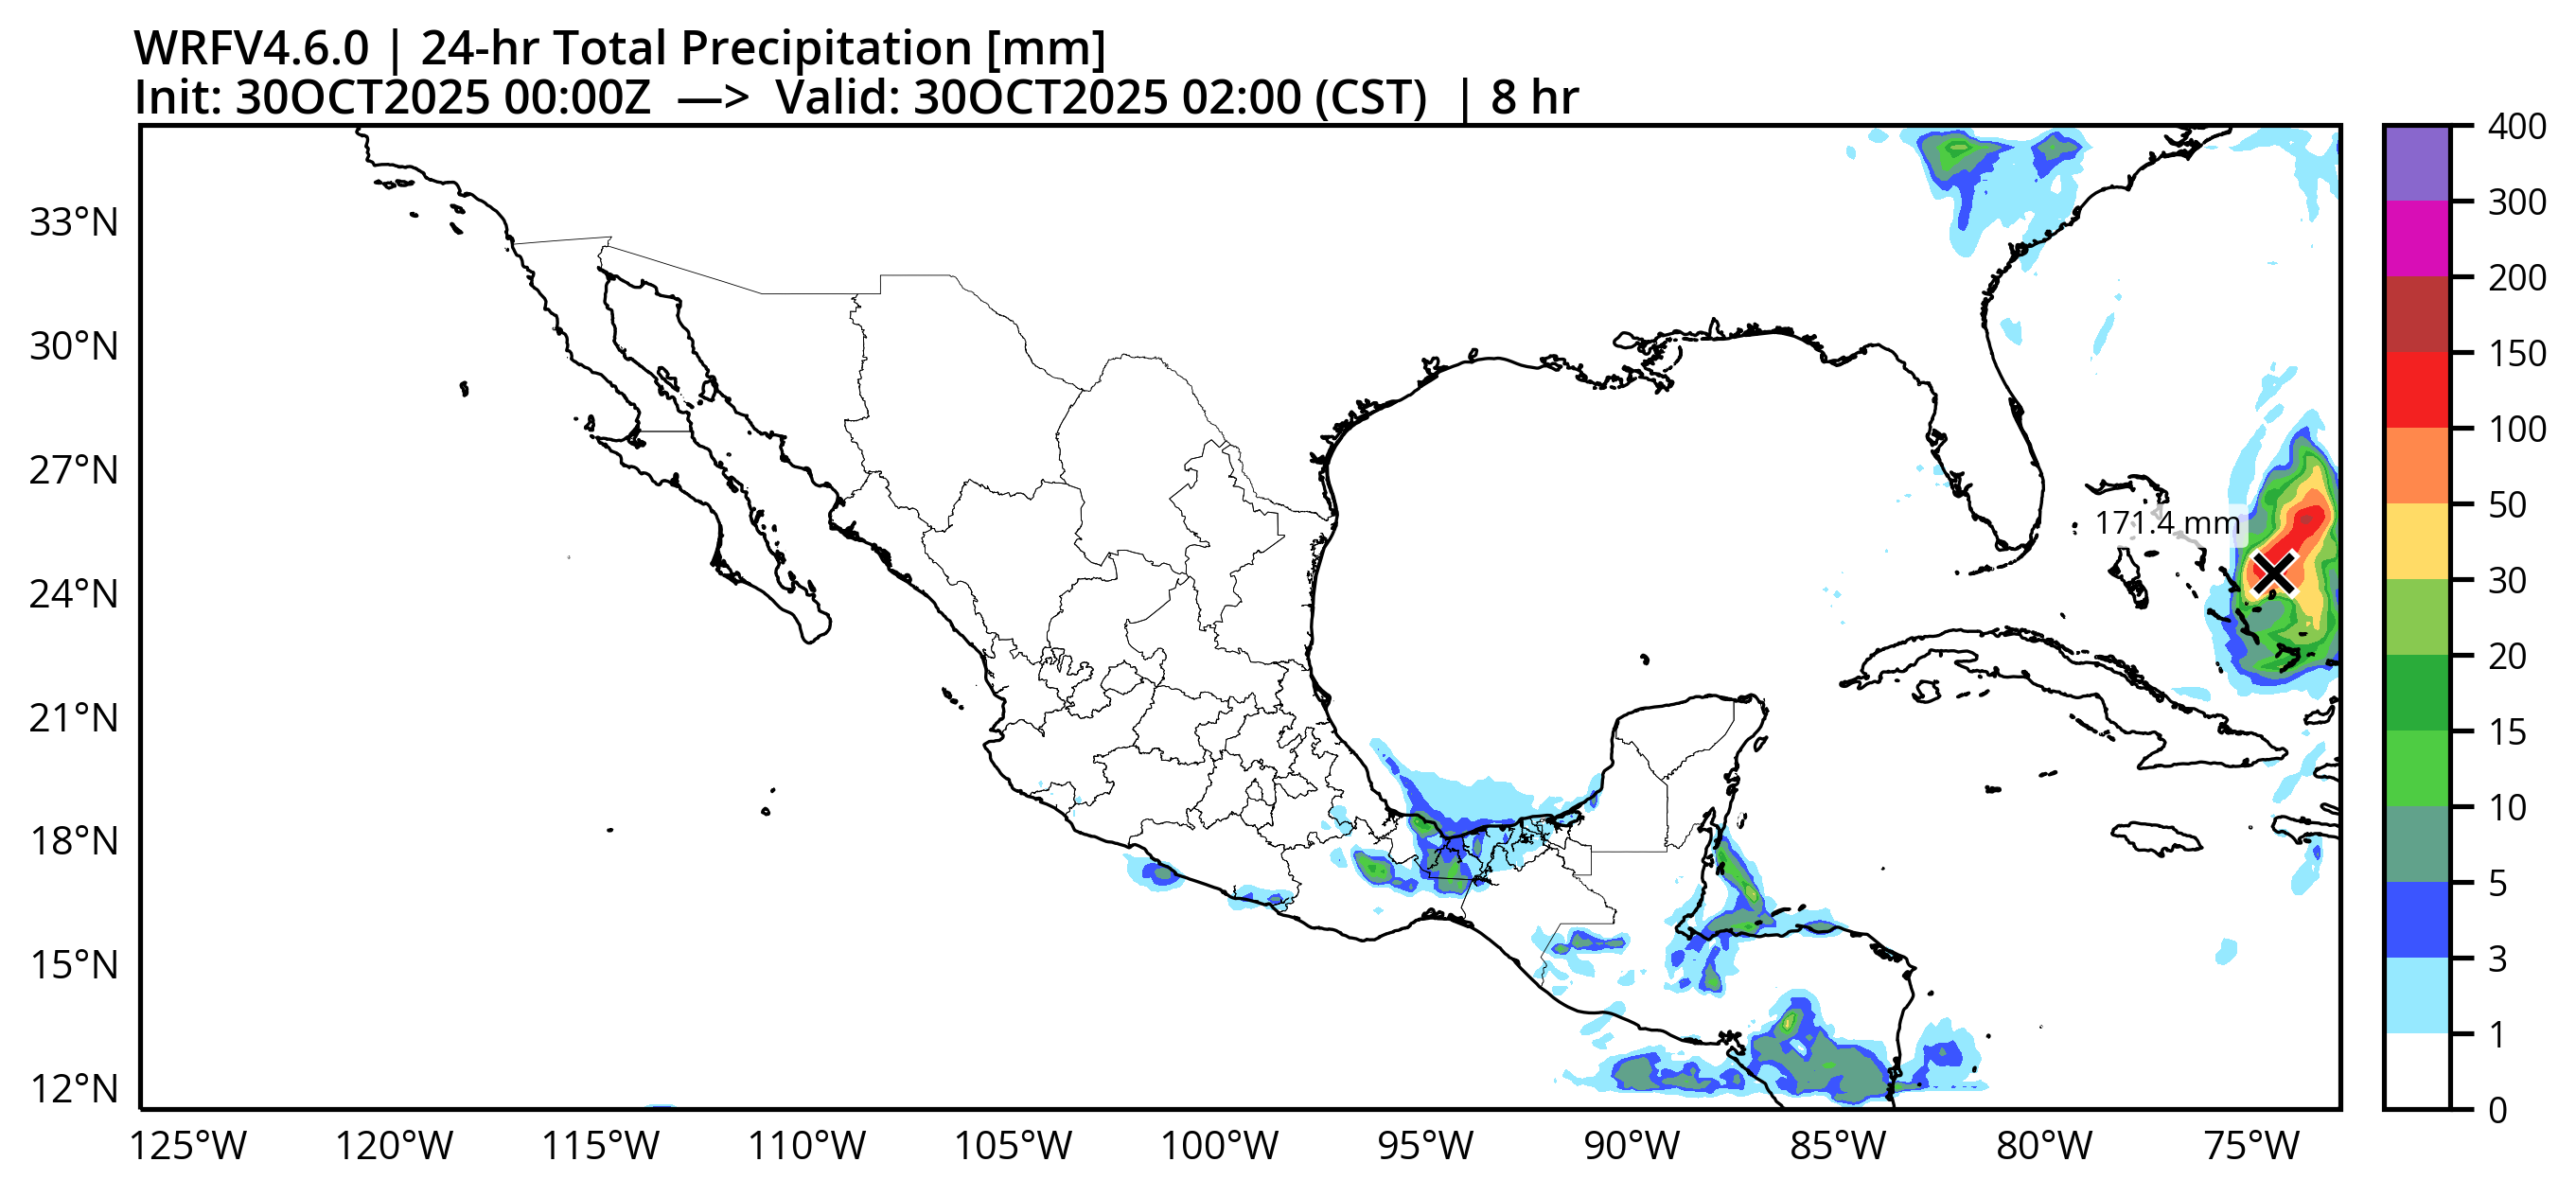 WRFV4.6.0 | 24-hr Total Precipitation [mm]
Init: 30OCT2025 00:00Z —> Valid: 30OCT2025 02:00 (CST) | 8 hr
33°N
30°N
27°N
24°N
21°N
18°N
15°N
12°N
171.4 mm
125°W 120°W 115°W 110°W 105°W 100°W 95°W 90°W 85°W 80°W 75°W
400
300
200
150
100
50
30
20
15
10
5
3
1
0